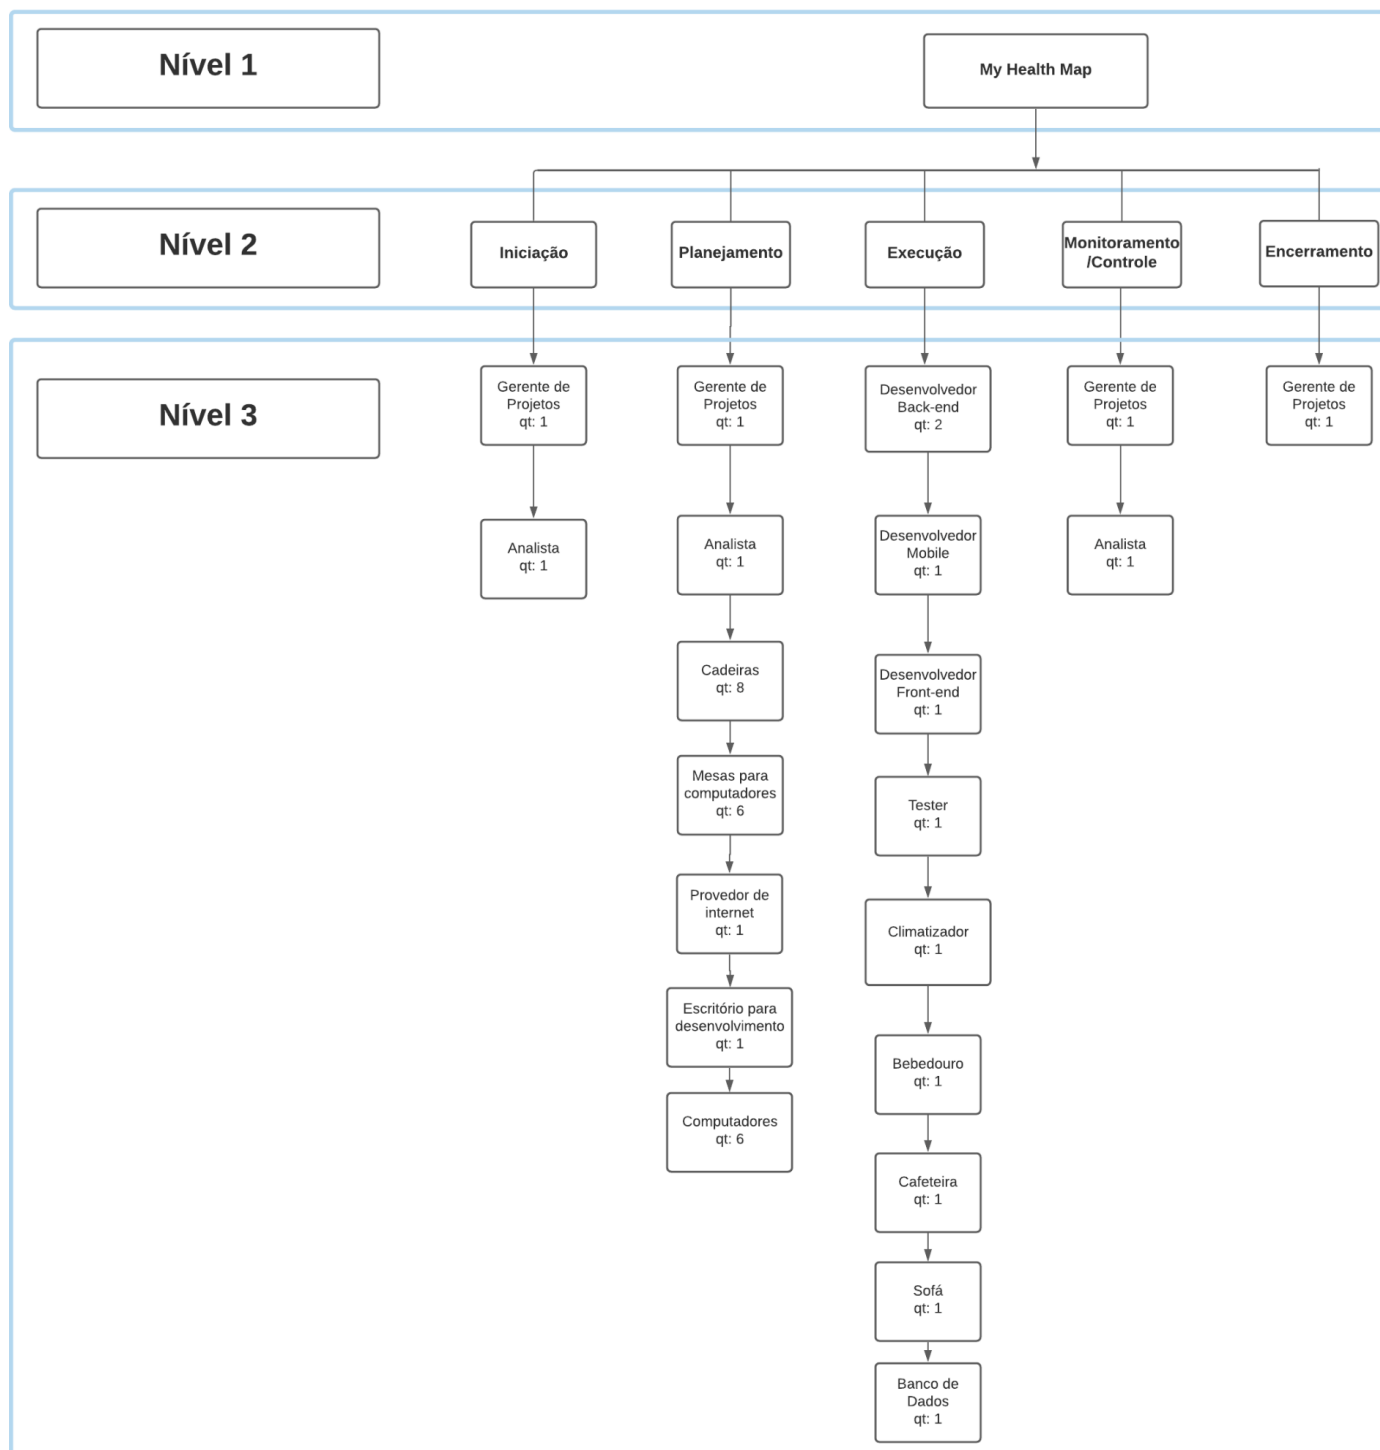 Nível 1
My Health Map
Nível 2
Iniciação
Planejamento
Execução
Monitoramento
/Controle
Encerramento
Nível 3
Gerente de
Projetos
qt: 1
Analista
qt: 1
Gerente de
Projetos
qt: 1
Analista
qt: 1
Cadeiras
qt: 8
Mesas para
computadores
qt: 6
Provedor de
internet
qt: 1
Escritório para
desenvolvimento
qt: 1
Computadores
qt: 6
Desenvolvedor
Back-end
qt: 2
Desenvolvedor
Mobile
qt: 1
Desenvolvedor
Front-end
qt: 1
Tester
qt: 1
Climatizador
qt: 1
Bebedouro
qt: 1
Cafeteira
qt: 1
Sofá
qt: 1
Banco de
Dados
qt: 1
Gerente de
Projetos
qt: 1
Analista
qt: 1
Gerente de
Projetos
qt: 1